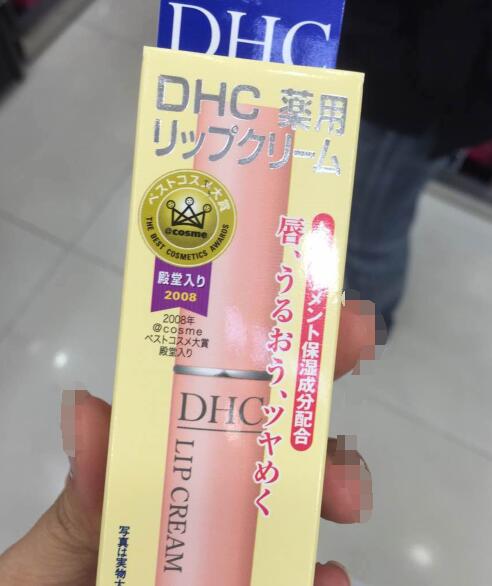 DHC
DHC 薬用
リップクリーム
ベストコスメ大賞
@cosme
THE BEST COSMETICS AWARDS
殿堂入り
2008
2008年
@cosme
ベストコスメ大賞
殿堂入り
メント保湿成分配合
唇、うるおう、ツヤめく
DHC
LIP CREAM
写真は実物大